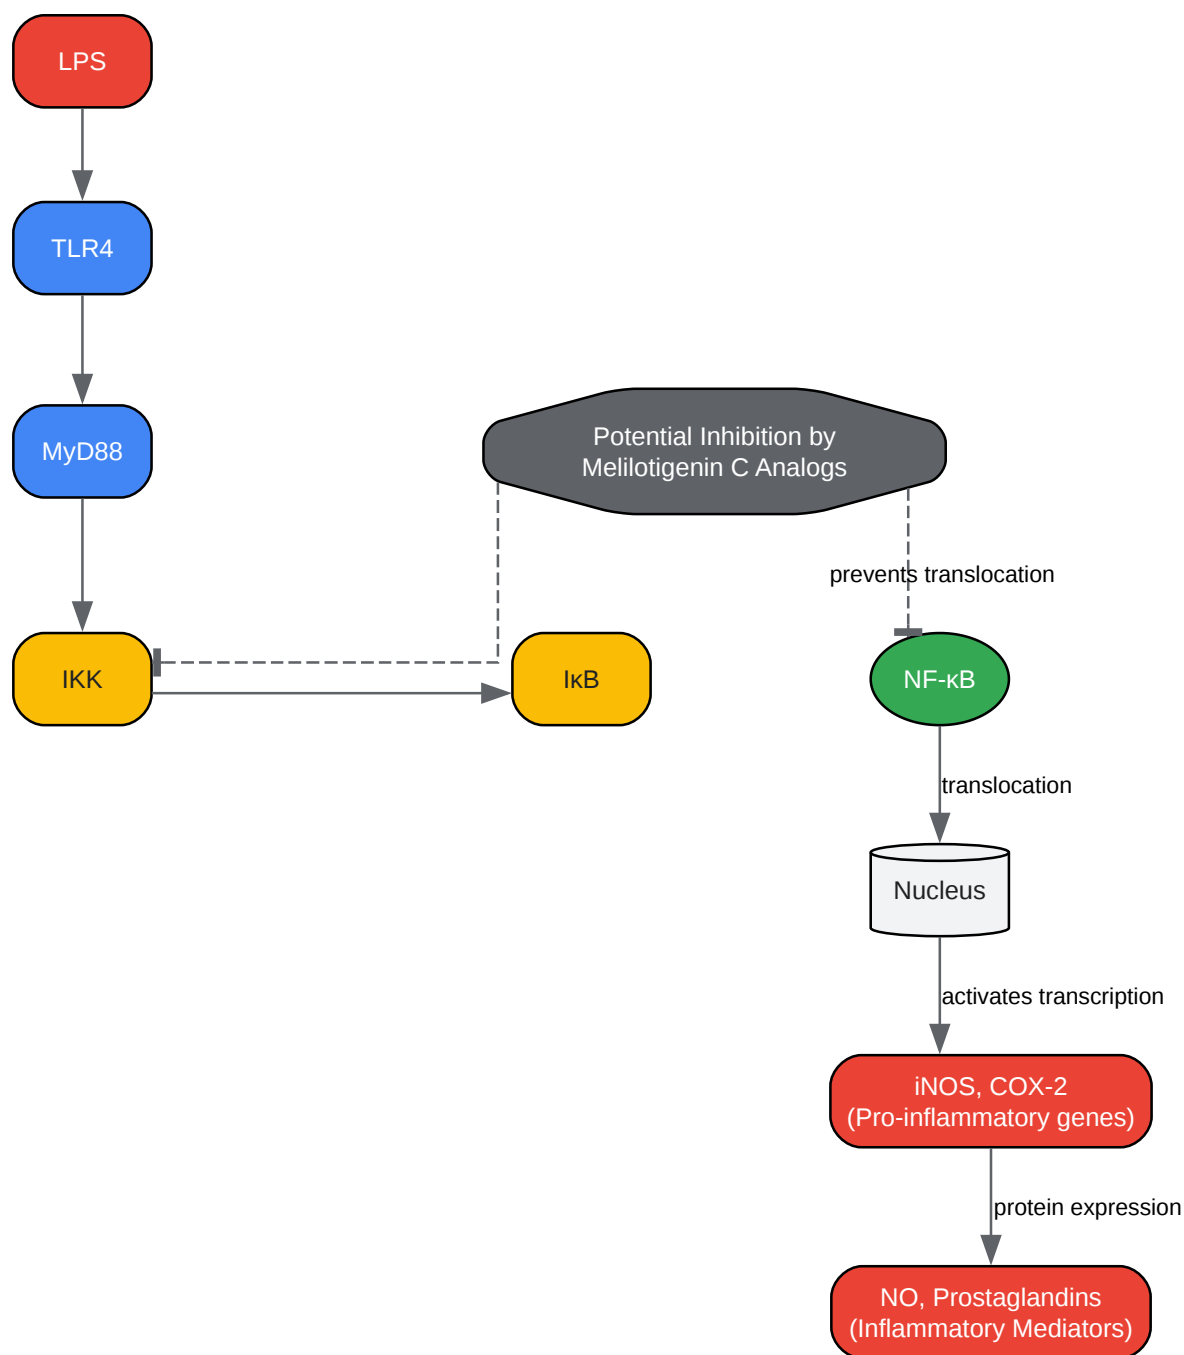 LPS
TLR4
MyD88
Potential Inhibition by
Melilotigenin C Analogs
prevents translocation
IKK
IκB
NF-κB
translocation
Nucleus
activates transcription
iNOS, COX-2
(Pro-inflammatory genes)
protein expression
NO, Prostaglandins
(Inflammatory Mediators)